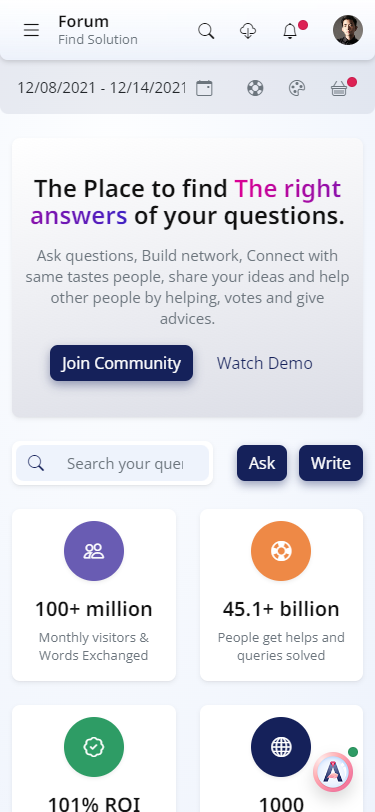 Forum
Find Solution
12/08/2021 - 12/14/2021
The Place to find The right
answers of your questions.
Ask questions, Build network, Connect with
same tastes people, share your ideas and help
other people by helping, votes and give
advices.
Join Community
Watch Demo
Search your que
Ask
Write
100+ million
Monthly visitors &
Words Exchanged
45.1+ billion
People get helps and
queries solved
101% ROI
1000